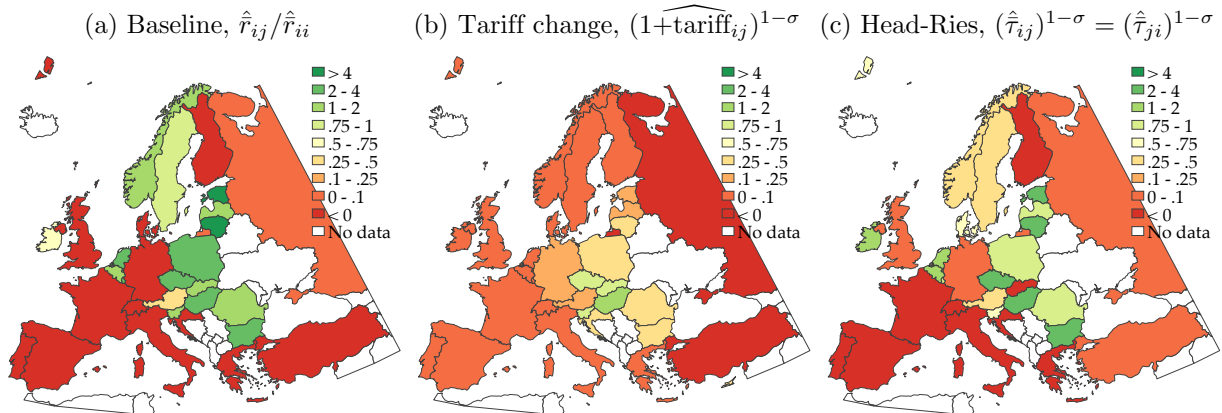 (a) Baseline, $\hat{\bar{r}}_{ij}/\hat{\bar{r}}_{ii}$
> 4
2 - 4
1 - 2
.75 - 1
.5 - .75
.25 - .5
.1 - .25
0 - .1
< 0
No data
(b) Tariff change, $(\widehat{1+\text{tariff}_{ij}})^{1-\sigma}$
> 4
2 - 4
1 - 2
.75 - 1
.5 - .75
.25 - .5
.1 - .25
0 - .1
< 0
No data
(c) Head-Ries, $(\hat{\bar{\tau}}_{ij})^{1-\sigma} = (\hat{\bar{\tau}}_{ji})^{1-\sigma}$
> 4
2 - 4
1 - 2
.75 - 1
.5 - .75
.25 - .5
.1 - .25
0 - .1
< 0
No data